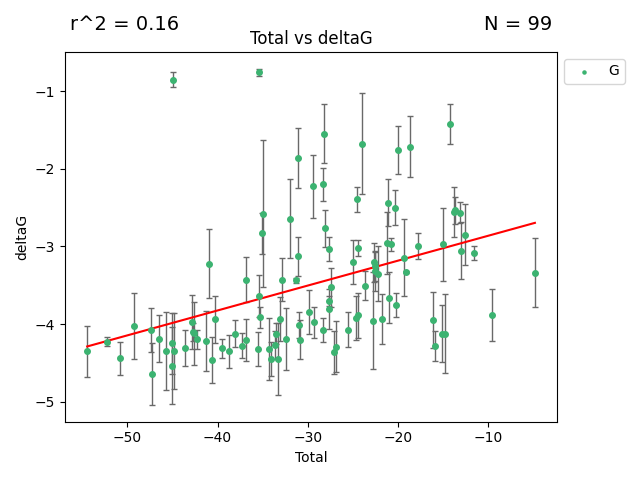 r^2 = 0.16
N = 99
Total vs deltaG
G
deltaG
−1
−2
−3
−4
−5
−50
−40
−30
−20
−10
Total